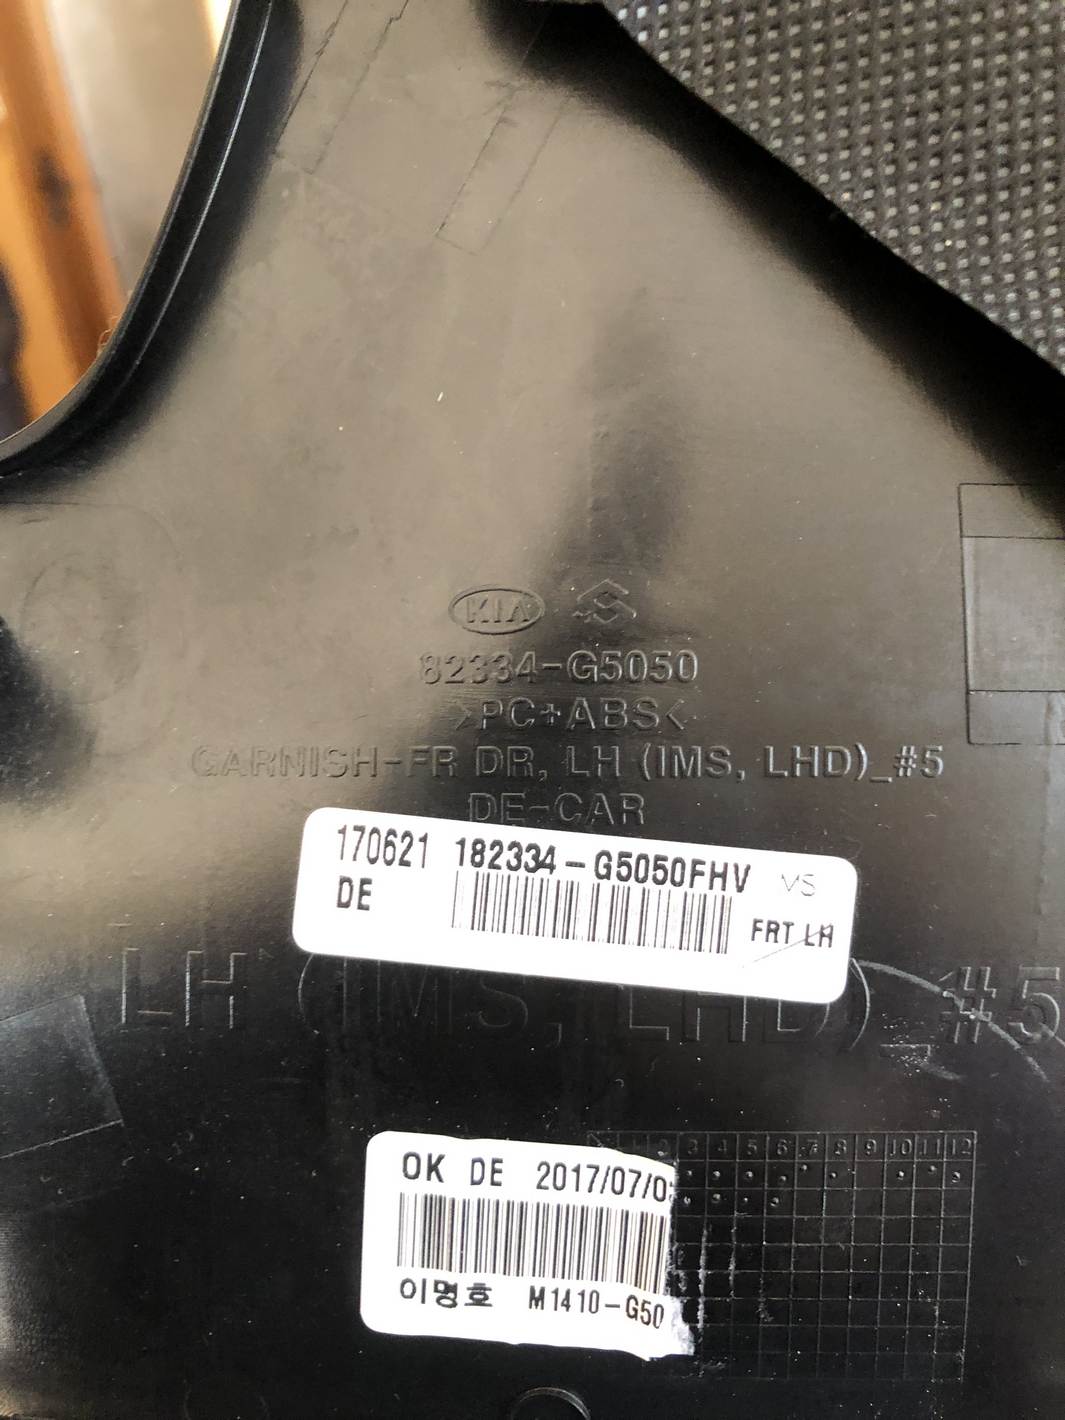 KIA
82334-G5050
>PC+ABS<
GARNISH-FR DR, LH (IMS, LHD)_#5
DE-CAR
170621 182334-G5050FHV VS
DE
FRT LH
LH (IMS, LHD)_#5
1 2 3 4 5 6 7 8 9 10 11 12
OK DE 2017/07/0
이명호 M1410-G50